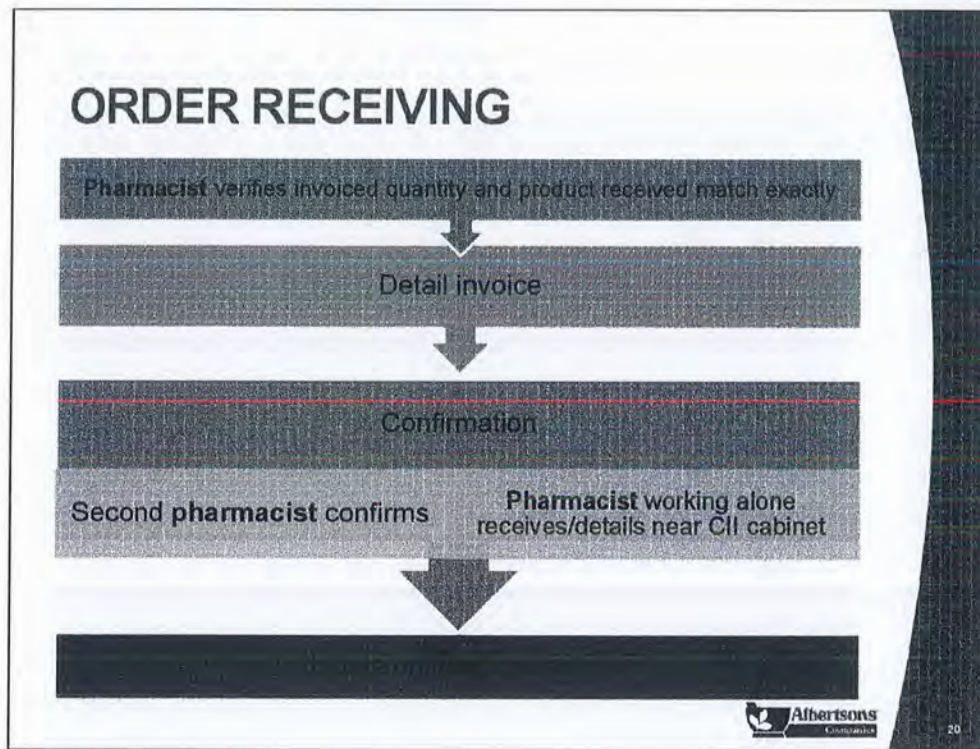 ORDER RECEIVING
Pharmacist verifies invoiced quantity and product received match exactly
Detail invoice
Confirmation
Second pharmacist confirms
Pharmacist working alone
receives/details near CII cabinet
Albertsons
Companies
20